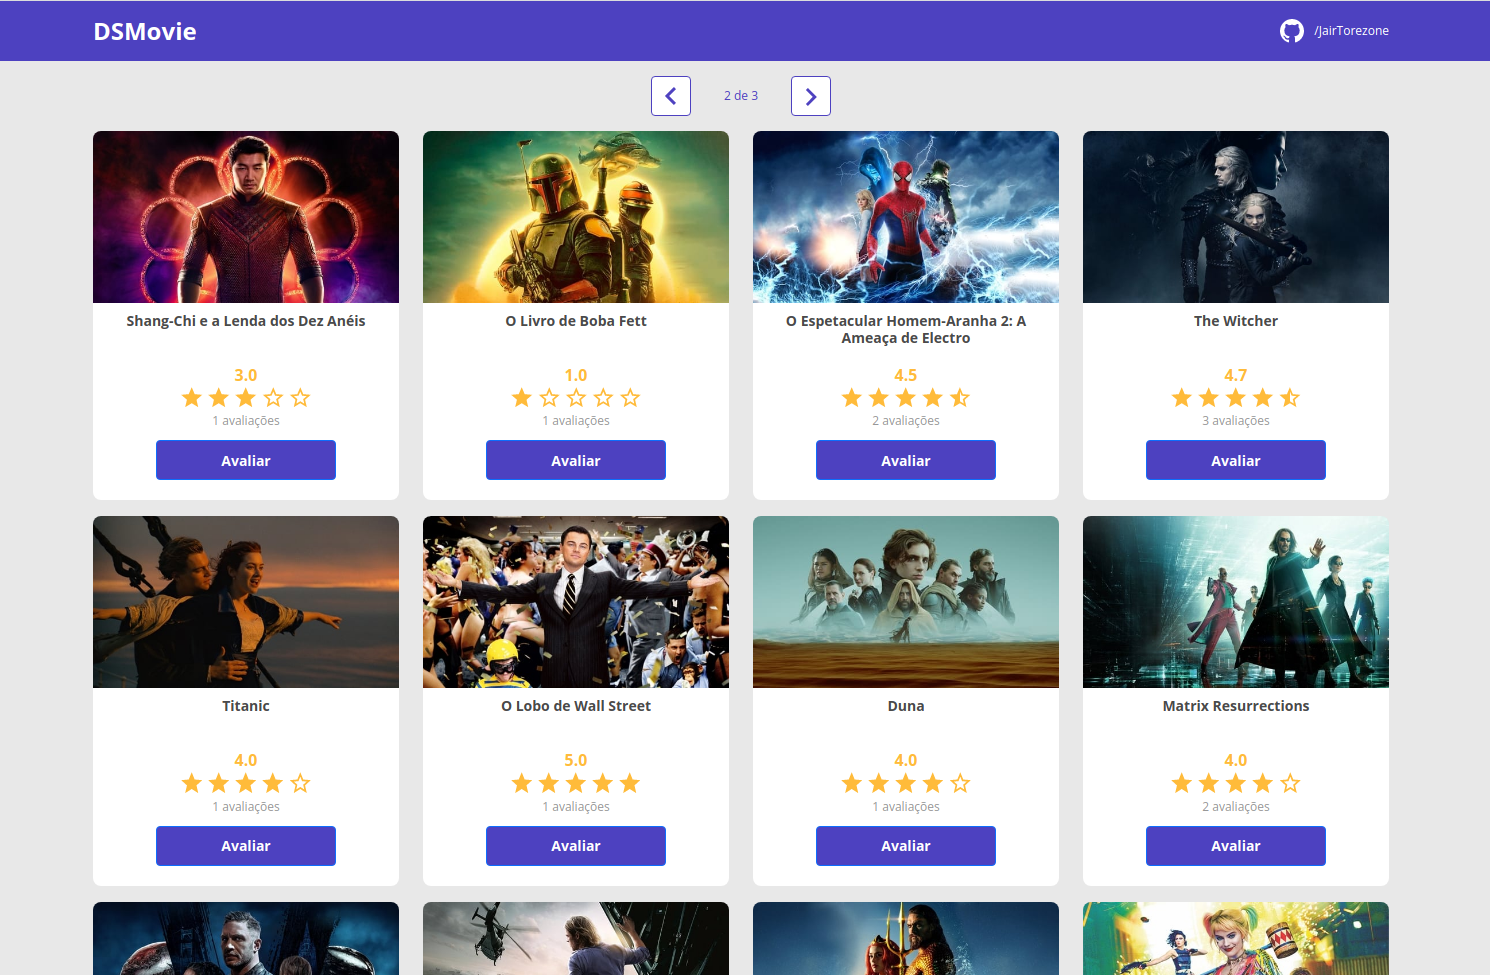 DSMovie
/JairTorezone
2 de 3
Shang-Chi e a Lenda dos Dez Anéis
3.0
1 avaliações
Avaliar
O Livro de Boba Fett
1.0
1 avaliações
Avaliar
O Espetacular Homem-Aranha 2: A
Ameaça de Electro
4.5
2 avaliações
Avaliar
The Witcher
4.7
3 avaliações
Avaliar
Titanic
4.0
1 avaliações
Avaliar
O Lobo de Wall Street
5.0
1 avaliações
Avaliar
Duna
4.0
1 avaliações
Avaliar
Matrix Resurrections
4.0
2 avaliações
Avaliar